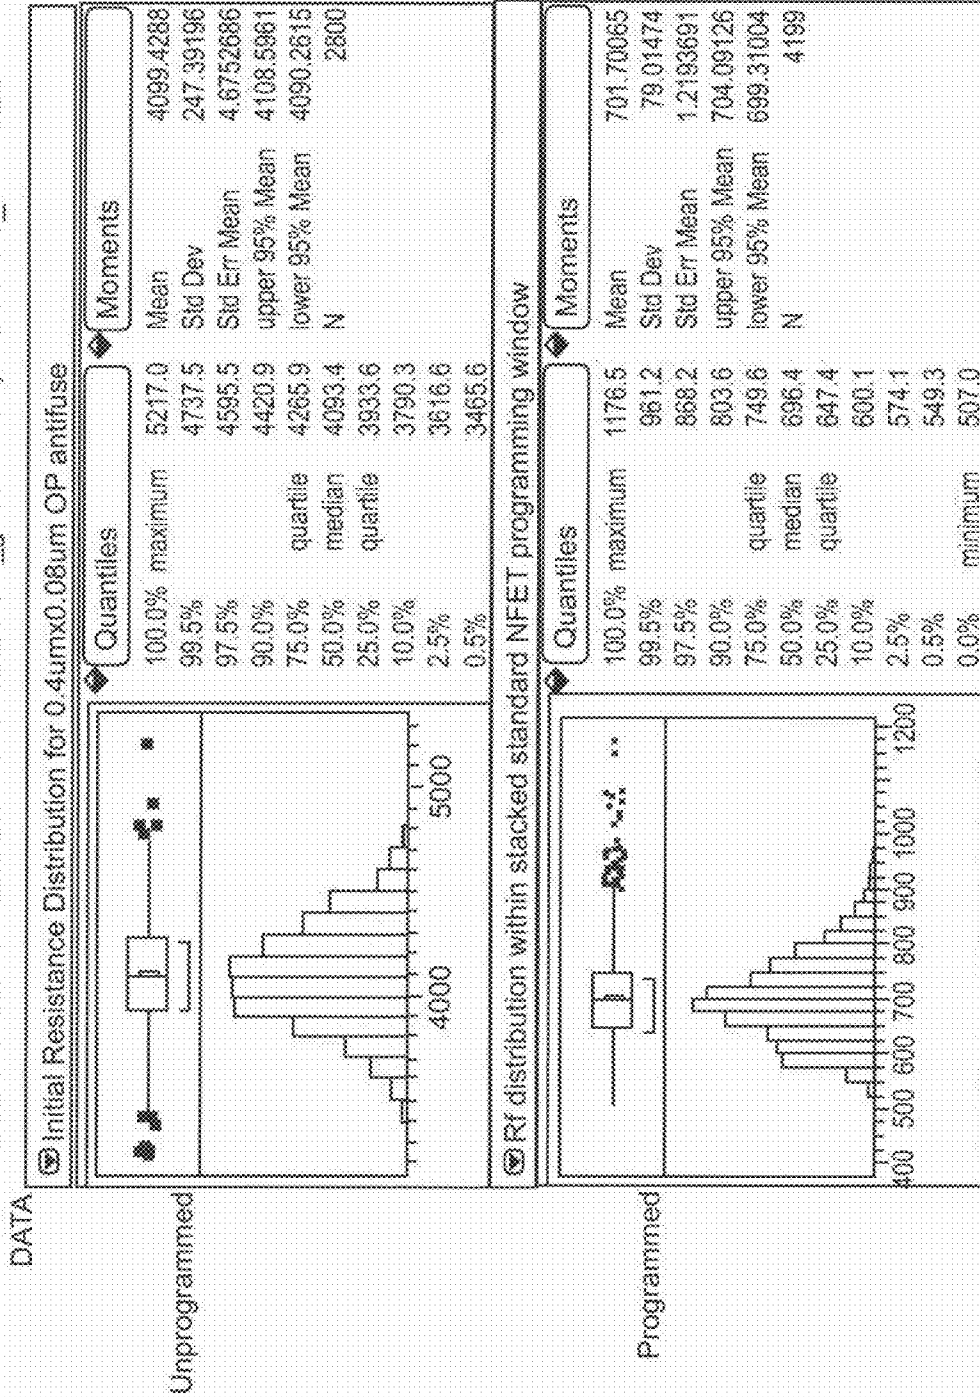 DATA
Initial Resistance Distribution for 0.4umx0.08um OP antifuse
Unprogrammed
4000 5000
Quantiles
100.0% maximum 5217.0
99.5% 4737.5
97.5% 4595.5
90.0% 4420.9
75.0% quartile 4265.9
50.0% median 4093.4
25.0% quartile 3933.6
10.0% 3790.3
2.5% 3616.6
0.5% 3465.6
Moments
Mean 4099.4288
Std Dev 247.39196
Std Err Mean 4.6752686
upper 95% Mean 4108.5961
lower 95% Mean 4090.2615
N 2800
Rf distribution within stacked standard NFET programming window
Programmed
400 500 600 700 800 900 1000 1200
Quantiles
100.0% maximum 1176.5
99.5% 961.2
97.5% 868.2
90.0% 803.6
75.0% quartile 749.6
50.0% median 696.4
25.0% quartile 647.4
10.0% 600.1
2.5% 574.1
0.5% 549.3
0.0% minimum 507.0
Moments
Mean 701.70065
Std Dev 79.01474
Std Err Mean 1.2193691
upper 95% Mean 704.09126
lower 95% Mean 699.31004
N 4199